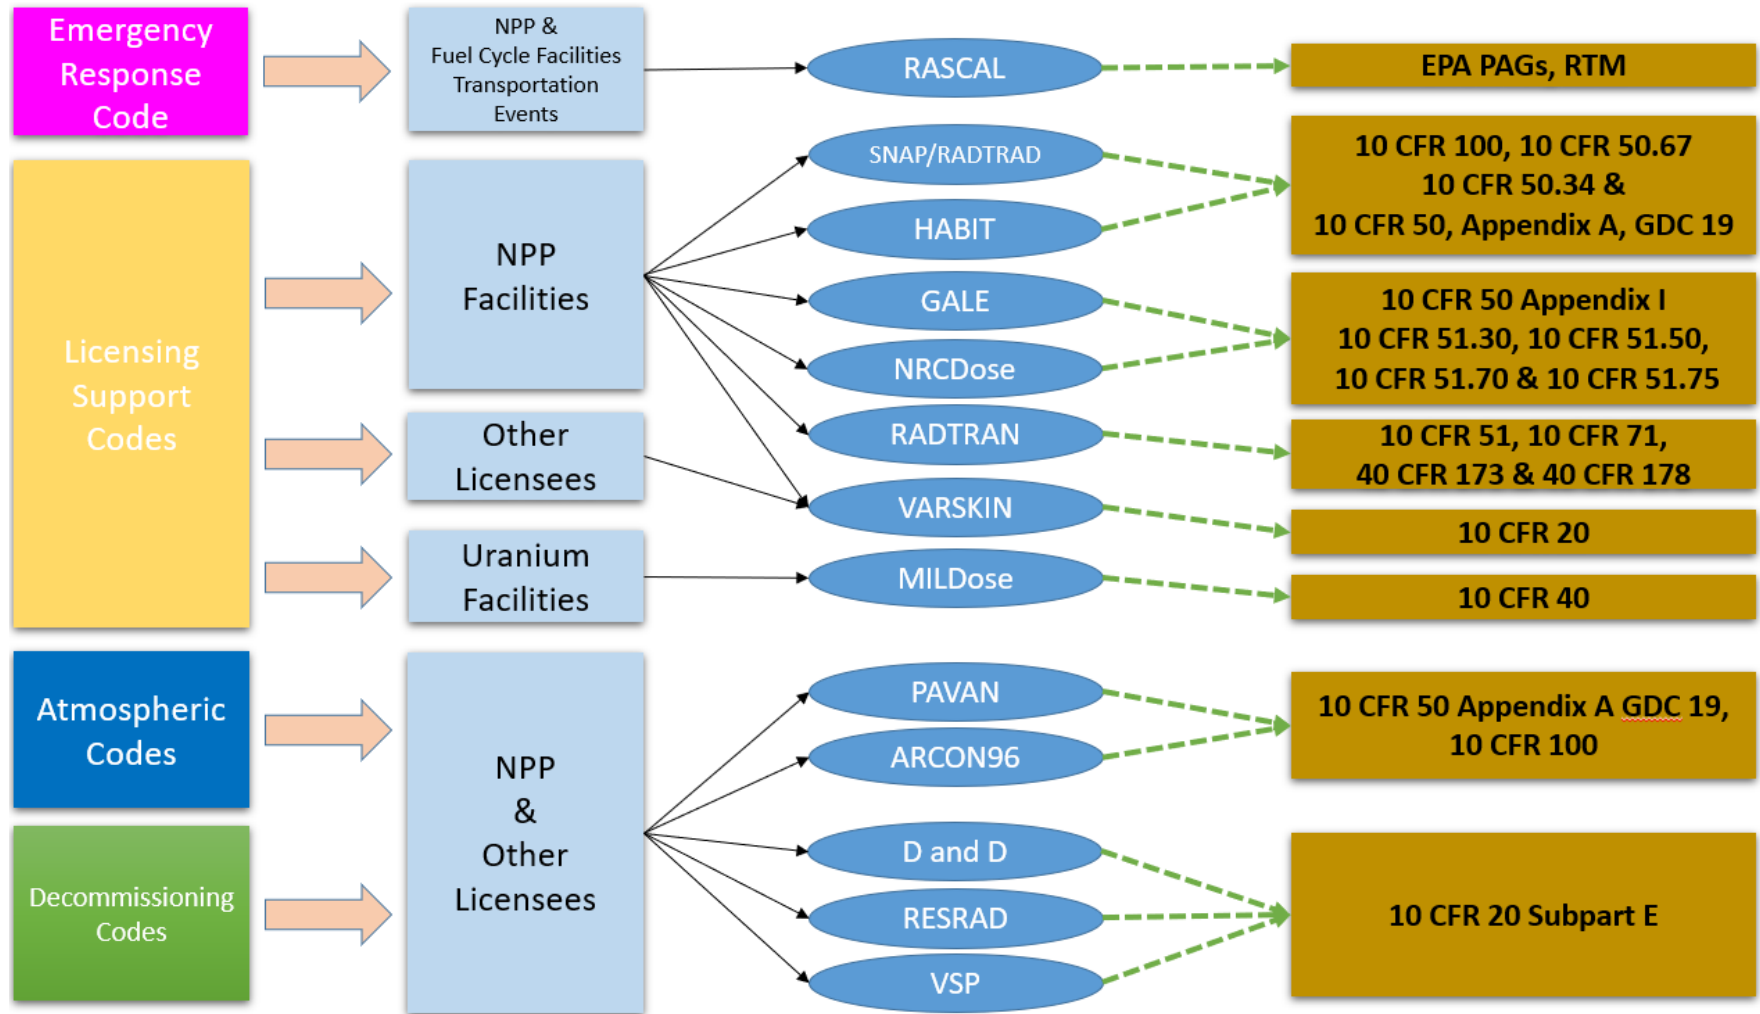 Emergency
Response
Code
NPP &
Fuel Cycle Facilities
Transportation
Events
RASCAL
EPA PAGs, RTM
Licensing
Support
Codes
NPP
Facilities
SNAP/RADTRAD
HABIT
10 CFR 100, 10 CFR 50.67
10 CFR 50.34 &
10 CFR 50, Appendix A, GDC 19
GALE
NRCDose
10 CFR 50 Appendix I
10 CFR 51.30, 10 CFR 51.50,
10 CFR 51.70 & 10 CFR 51.75
RADTRAN
10 CFR 51, 10 CFR 71,
40 CFR 173 & 40 CFR 178
Other
Licensees
VARSKIN
10 CFR 20
Uranium
Facilities
MILDose
10 CFR 40
Atmospheric
Codes
NPP
&
Other
Licensees
PAVAN
ARCON96
10 CFR 50 Appendix A GDC 19,
10 CFR 100
Decommissioning
Codes
D and D
RESRAD
VSP
10 CFR 20 Subpart E